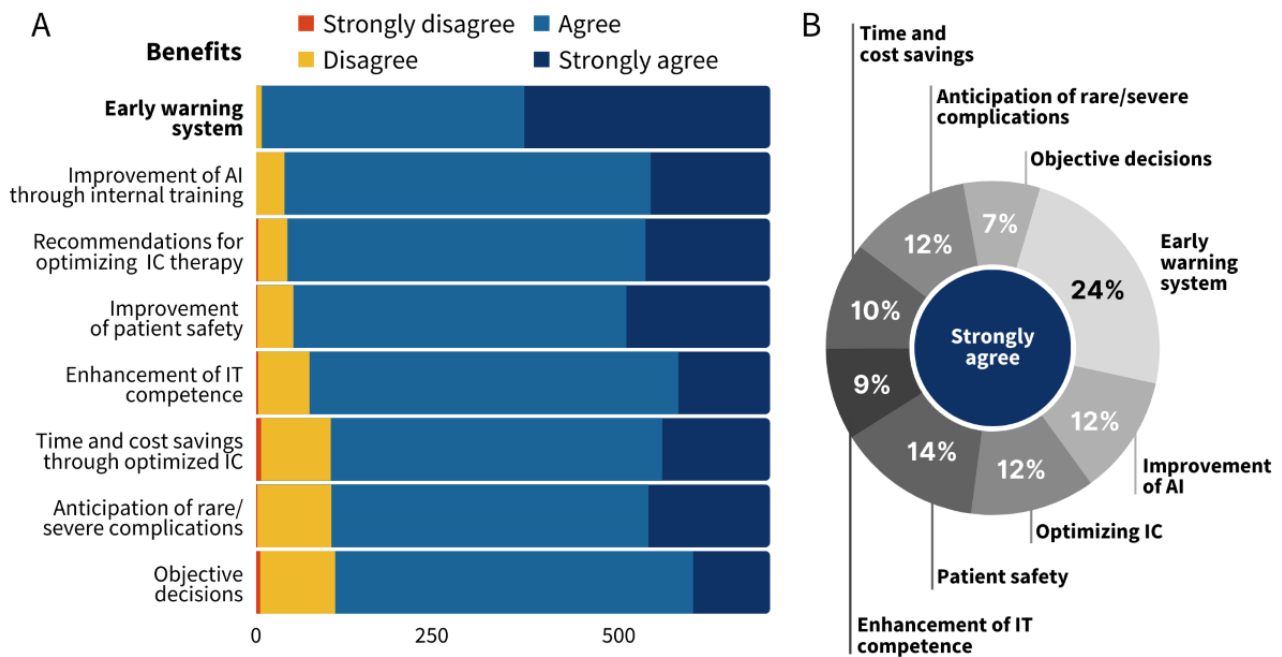 A
Benefits
Strongly disagree
Agree
Disagree
Strongly agree
Early warning
system
Improvement of AI
through internal training
Recommendations for
optimizing IC therapy
Improvement
of patient safety
Enhancement of IT
competence
Time and cost savings
through optimized IC
Anticipation of rare/
severe complications
Objective
decisions
0
250
500
B
Time and
cost savings
Anticipation of rare/severe
complications
Objective decisions
7%
12%
24%
Early
warning
system
10%
Strongly
agree
9%
12%
14%
12%
Improvement
of AI
Optimizing IC
Patient safety
Enhancement of IT
competence